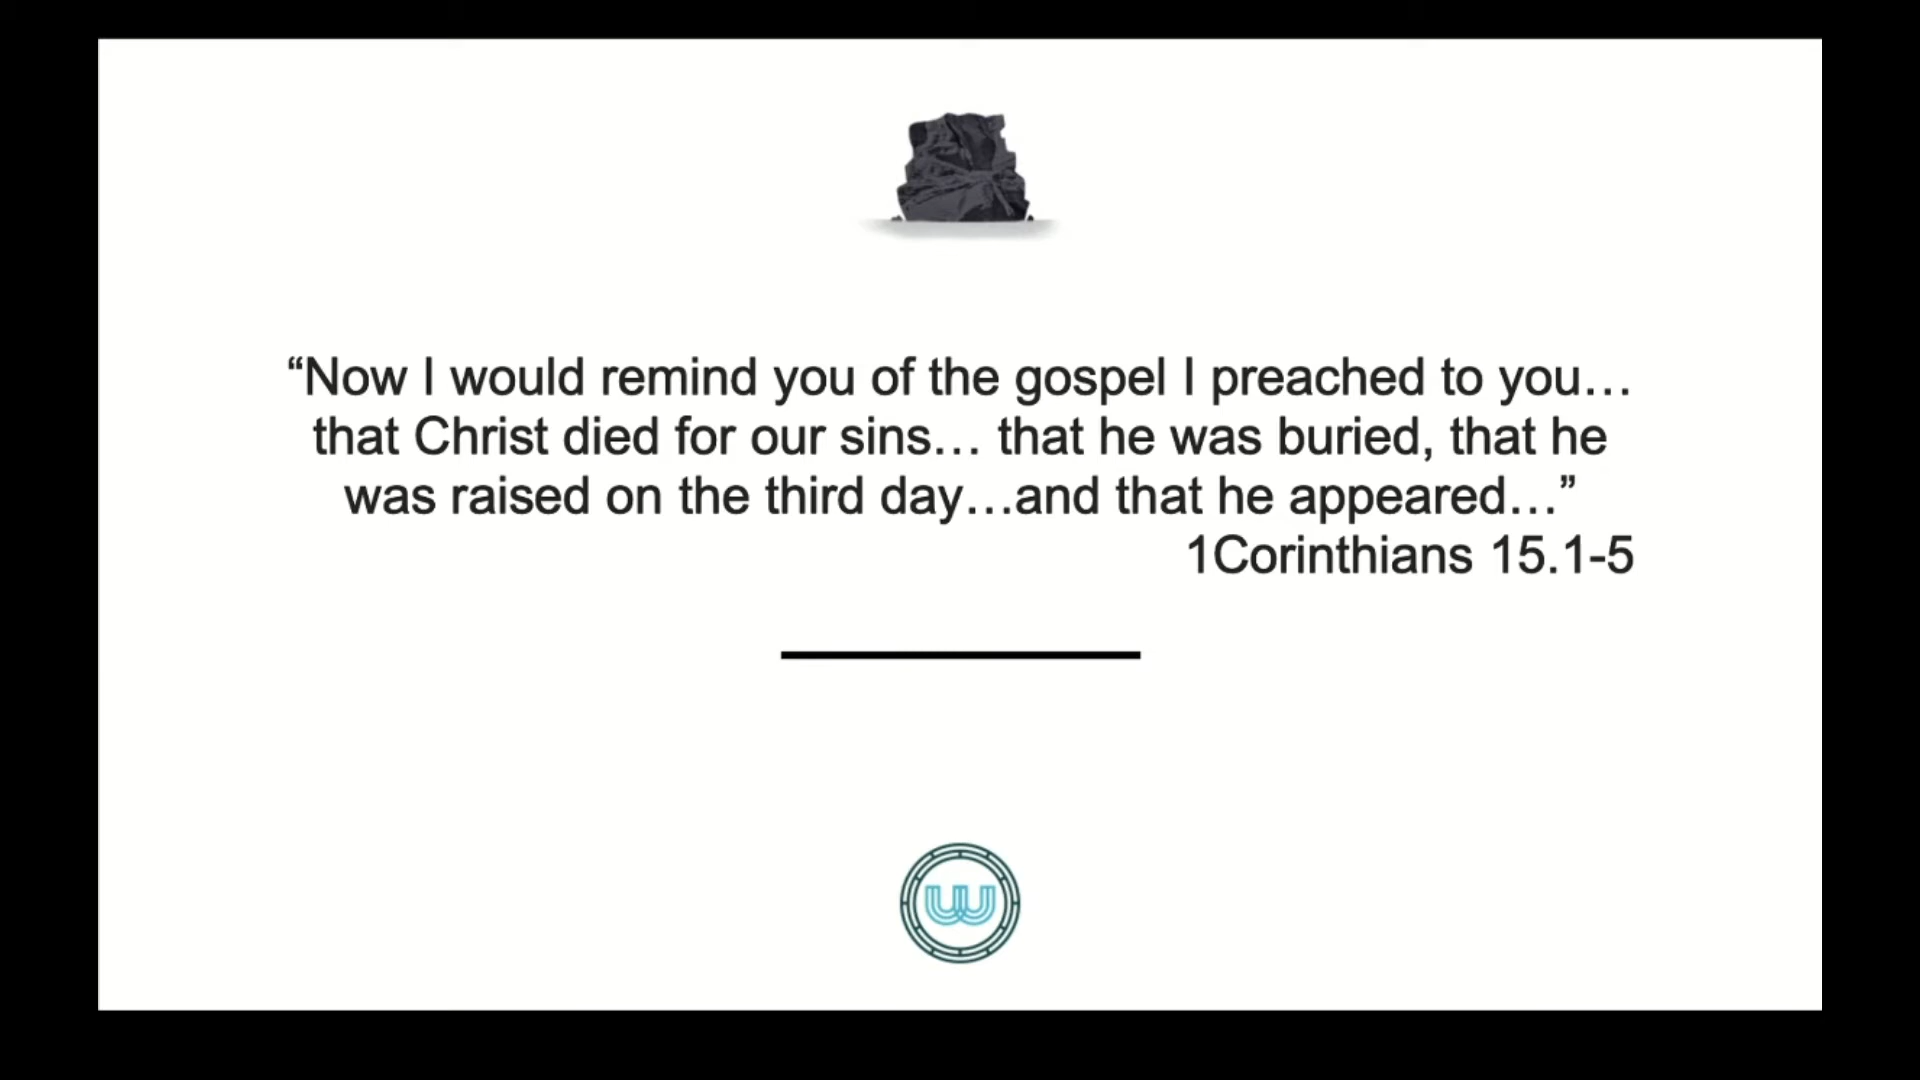 “Now I would remind you of the gospel I preached to you…
that Christ died for our sins… that he was buried, that he
was raised on the third day…and that he appeared…”
1Corinthians 15.1-5
W